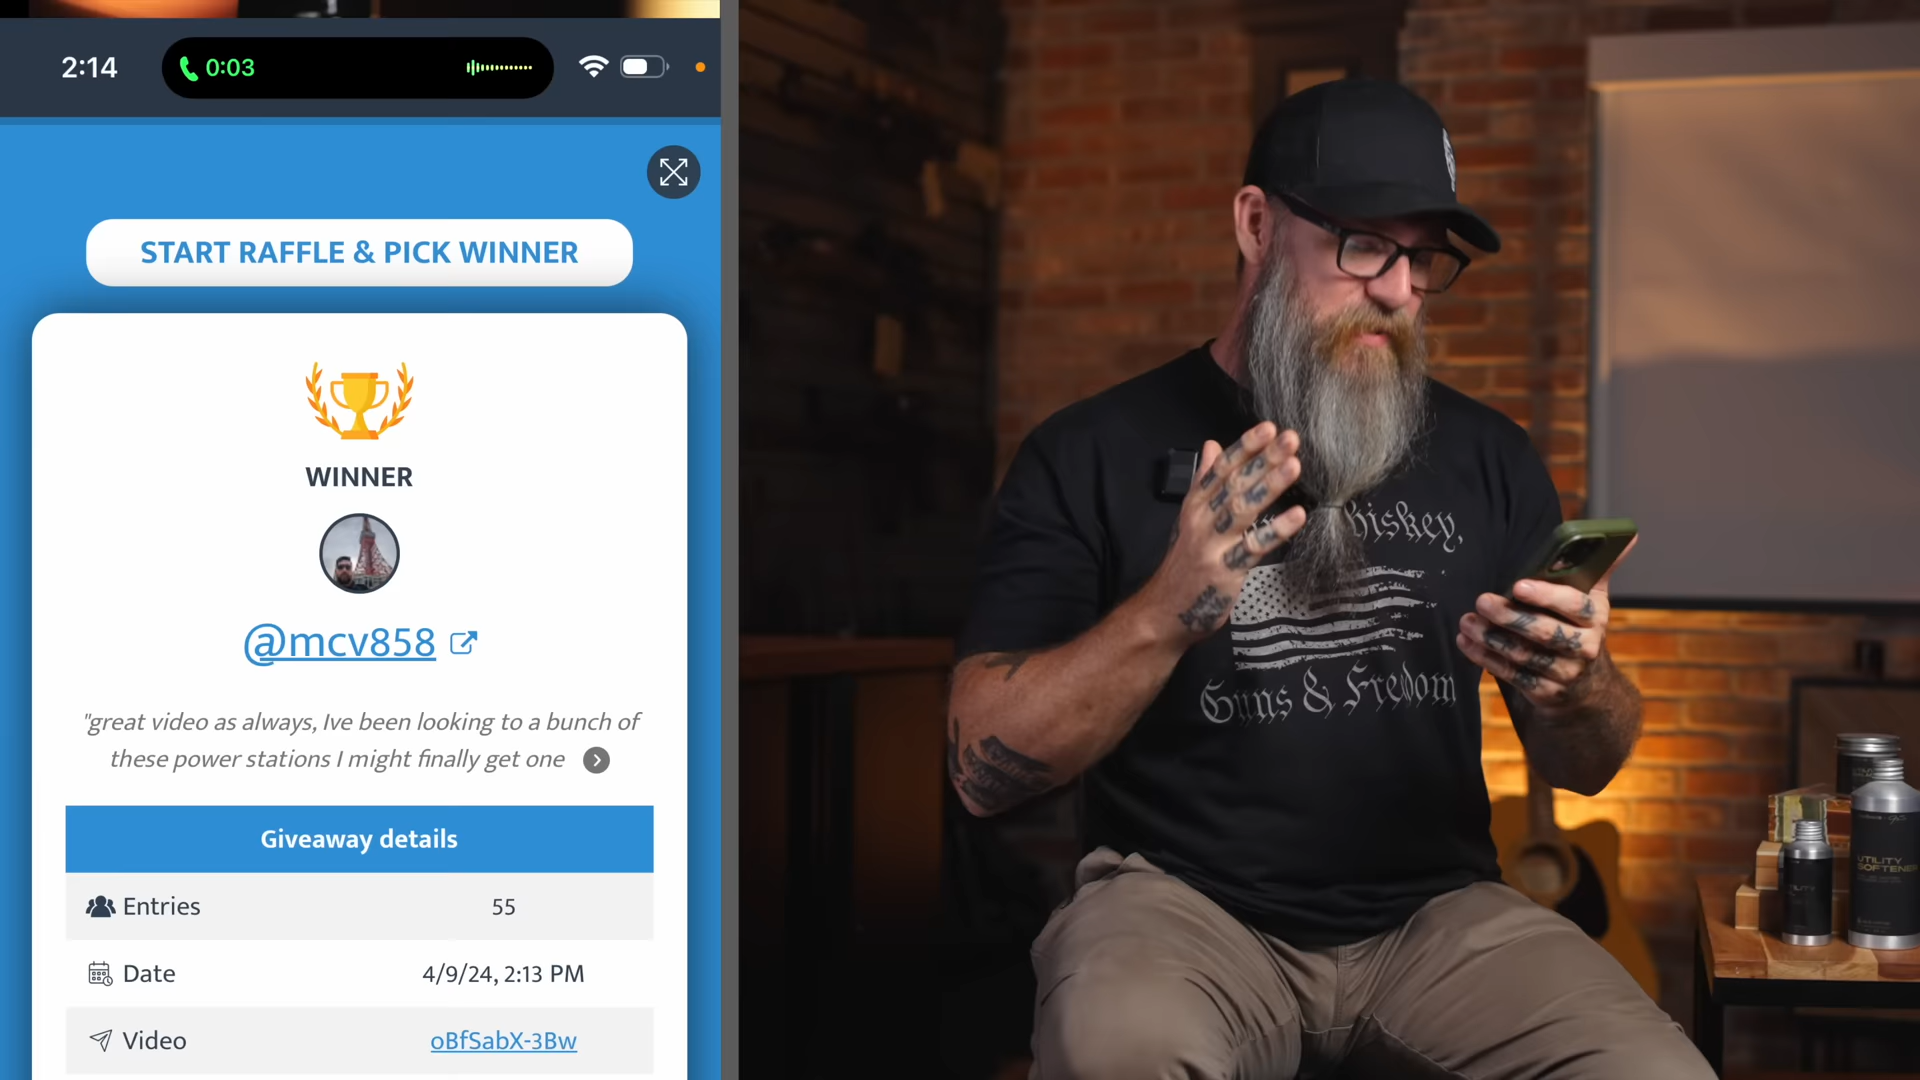 2:14
0:03
START RAFFLE & PICK WINNER
WINNER
@mcv858
"great video as always, Ive been looking to a bunch of
these power stations I might finally get one
Giveaway details
Entries 55
Date 4/9/24, 2:13 PM
Video oBfSabX-3Bw
hiskey,
Guns & Freedom
UTILITY
SOFTENE